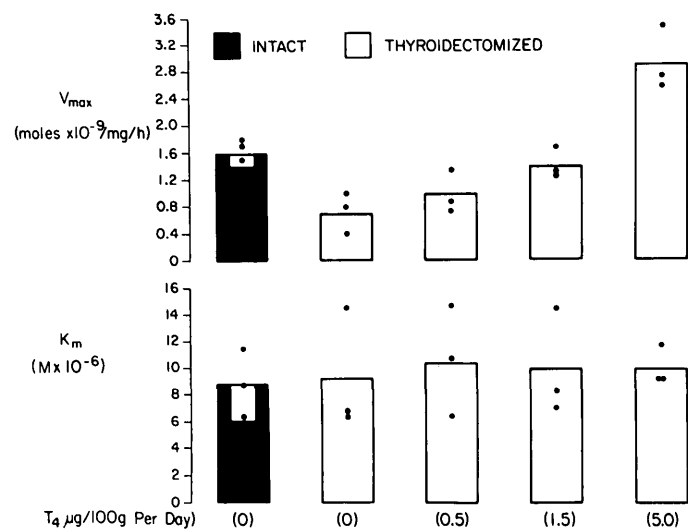 3.6
INTACT
THYROIDECTOMIZED
3.2
2.8
Vmax
(moles x10-9/mg/h)
2.4
2.0
1.6
1.2
0.8
0.4
0
16
14
Km
12
(Mx10-6)
10
8
6
4
2
0
T4 µg/100g Per Day) (0) (0) (0.5) (1.5) (5.0)